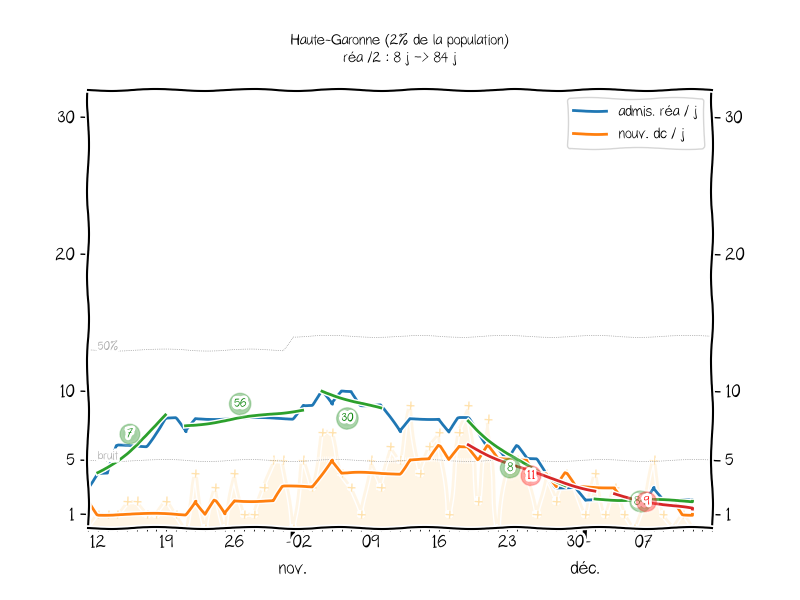 Haute-Garonne (2% de la population)
réa /2 : 8 j -> 84 j
admis. réa / j
nouv. dc / j
30 30
20 20
50%
10 10
56
30
7
bruit
5 5
8
11
1 1
12 19 26 02 09 16 23 30 07
nov. déc.